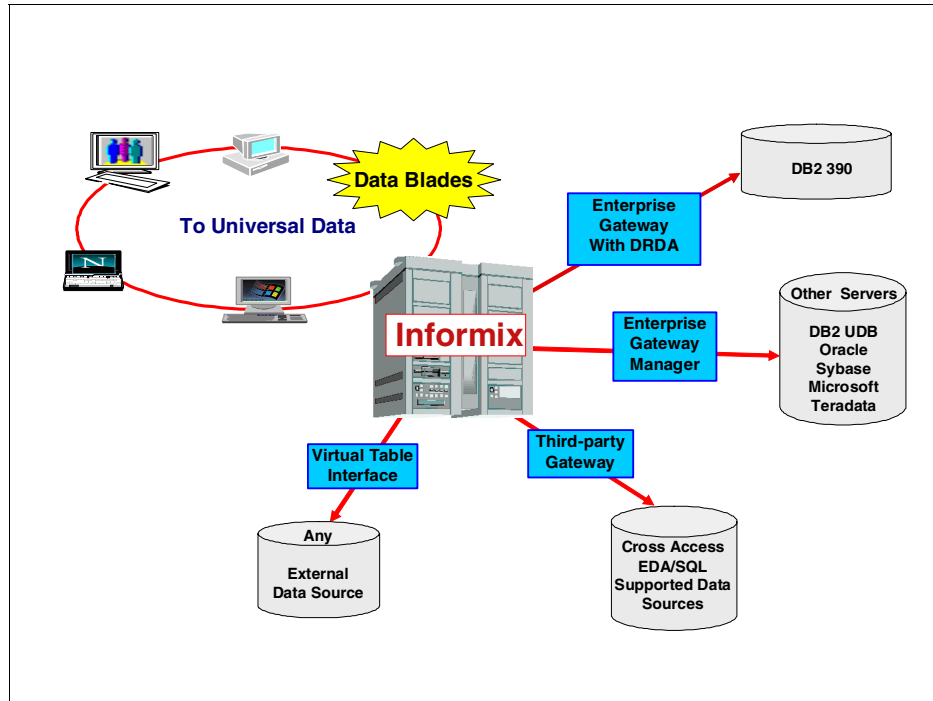 Data Blades
To Universal Data
N
Informix
Enterprise
Gateway
With DRDA
DB2 390
Enterprise
Gateway
Manager
Other Servers
DB2 UDB
Oracle
Sybase
Microsoft
Teradata
Virtual Table
Interface
Any
External
Data Source
Third-party
Gateway
Cross Access
EDA/SQL
Supported Data
Sources